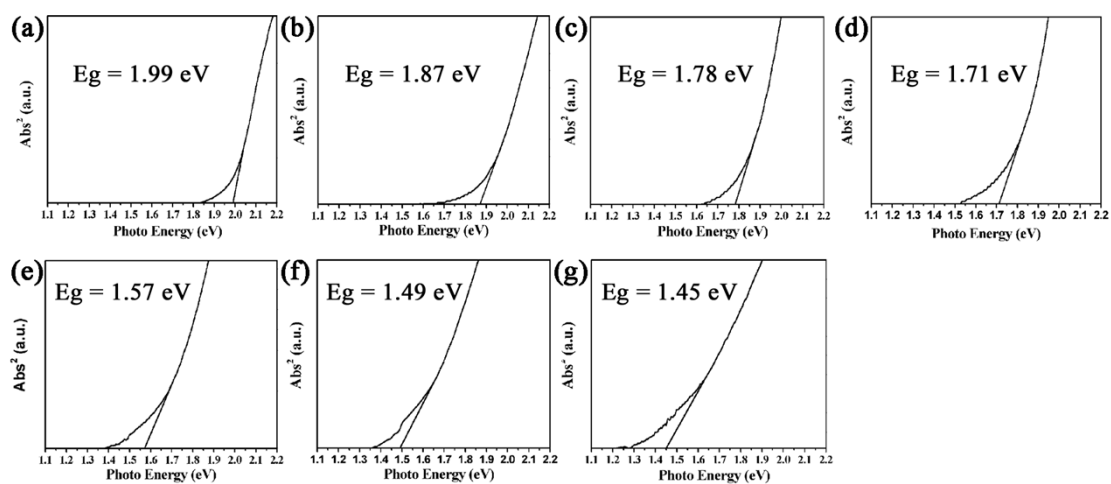 (a)
Eg = 1.99 eV
Abs² (a.u.)
1.1 1.2 1.3 1.4 1.5 1.6 1.7 1.8 1.9 2.0 2.1 2.2
Photo Energy (eV)
(b)
Eg = 1.87 eV
Abs² (a.u.)
1.1 1.2 1.3 1.4 1.5 1.6 1.7 1.8 1.9 2.0 2.1 2.2
Photo Energy (eV)
(c)
Eg = 1.78 eV
Abs² (a.u.)
1.1 1.2 1.3 1.4 1.5 1.6 1.7 1.8 1.9 2.0 2.1 2.2
Photo Energy (eV)
(d)
Eg = 1.71 eV
Abs² (a.u.)
1.1 1.2 1.3 1.4 1.5 1.6 1.7 1.8 1.9 2.0 2.1 2.2
Photo Energy (eV)
(e)
Eg = 1.57 eV
Abs² (a.u.)
1.1 1.2 1.3 1.4 1.5 1.6 1.7 1.8 1.9 2.0 2.1 2.2
Photo Energy (eV)
(f)
Eg = 1.49 eV
Abs² (a.u.)
1.1 1.2 1.3 1.4 1.5 1.6 1.7 1.8 1.9 2.0 2.1 2.2
Photo Energy (eV)
(g)
Eg = 1.45 eV
Abs² (a.u.)
1.1 1.2 1.3 1.4 1.5 1.6 1.7 1.8 1.9 2.0 2.1 2.2
Photo Energy (eV)